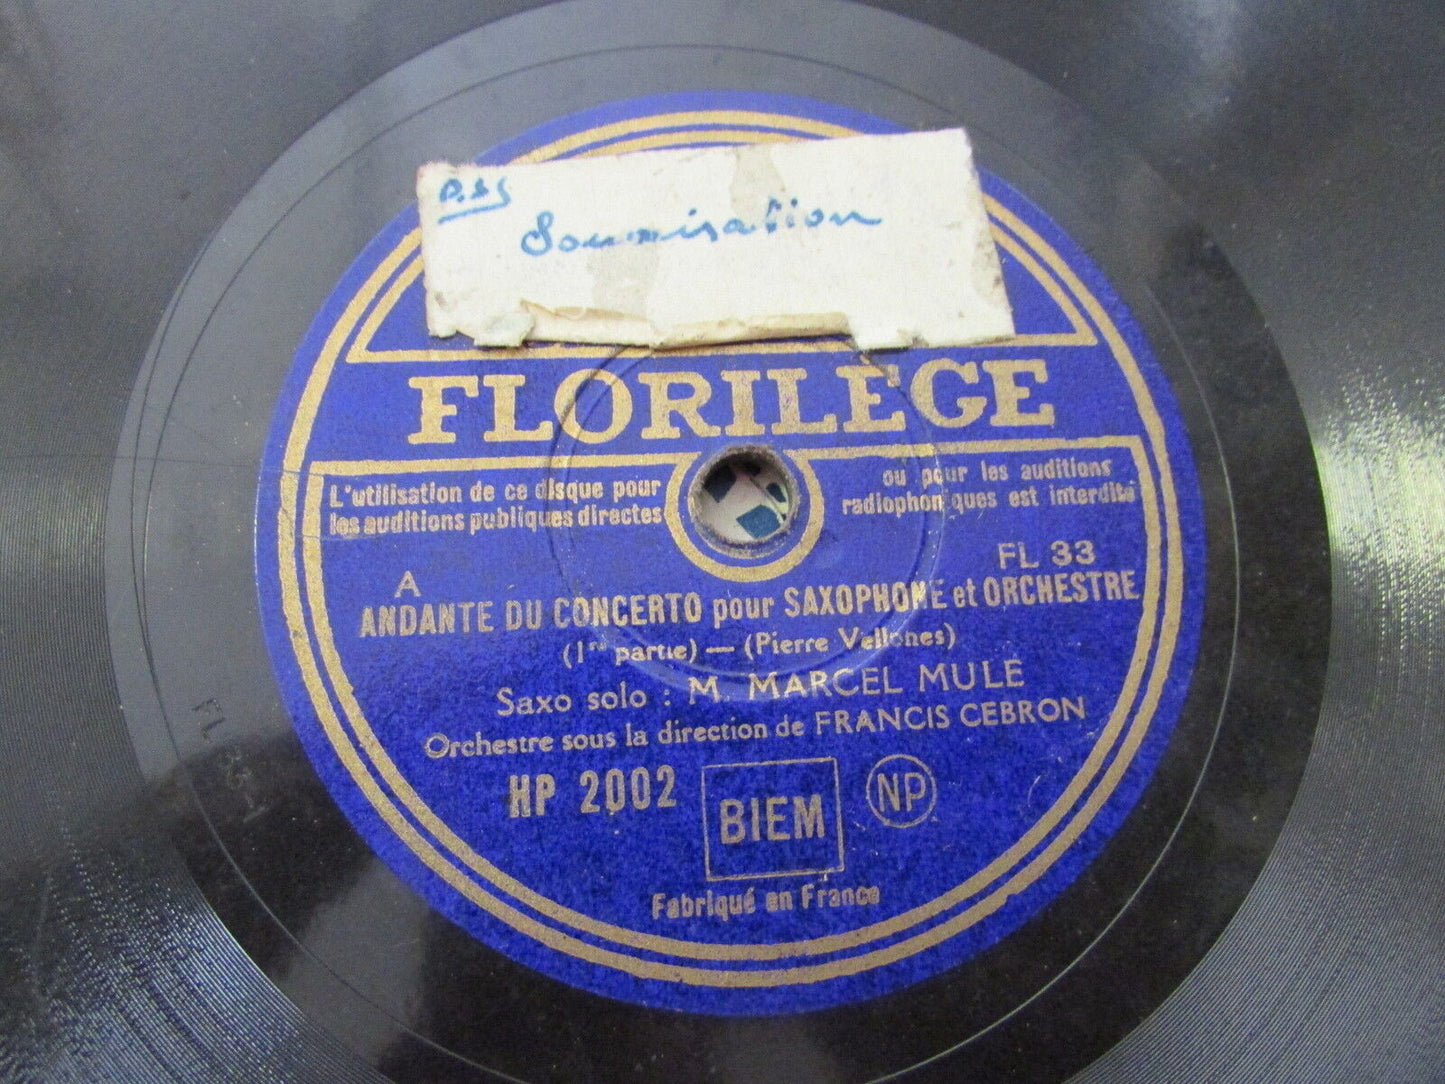 Sonorisation
FLORILEGE
L'utilisation de ce disque pour
les auditions publiques directes
ou pour les auditions
radiophoniques est interdite
A
FL 33
ANDANTE DU CONCERTO pour SAXOPHONE et ORCHESTRE
(1re partie) — (Pierre Vellones)
Saxo solo : M. MARCEL MULE
Orchestre sous la direction de FRANCIS CEBRON
HP 2002
BIEM
NP
Fabriqué en France